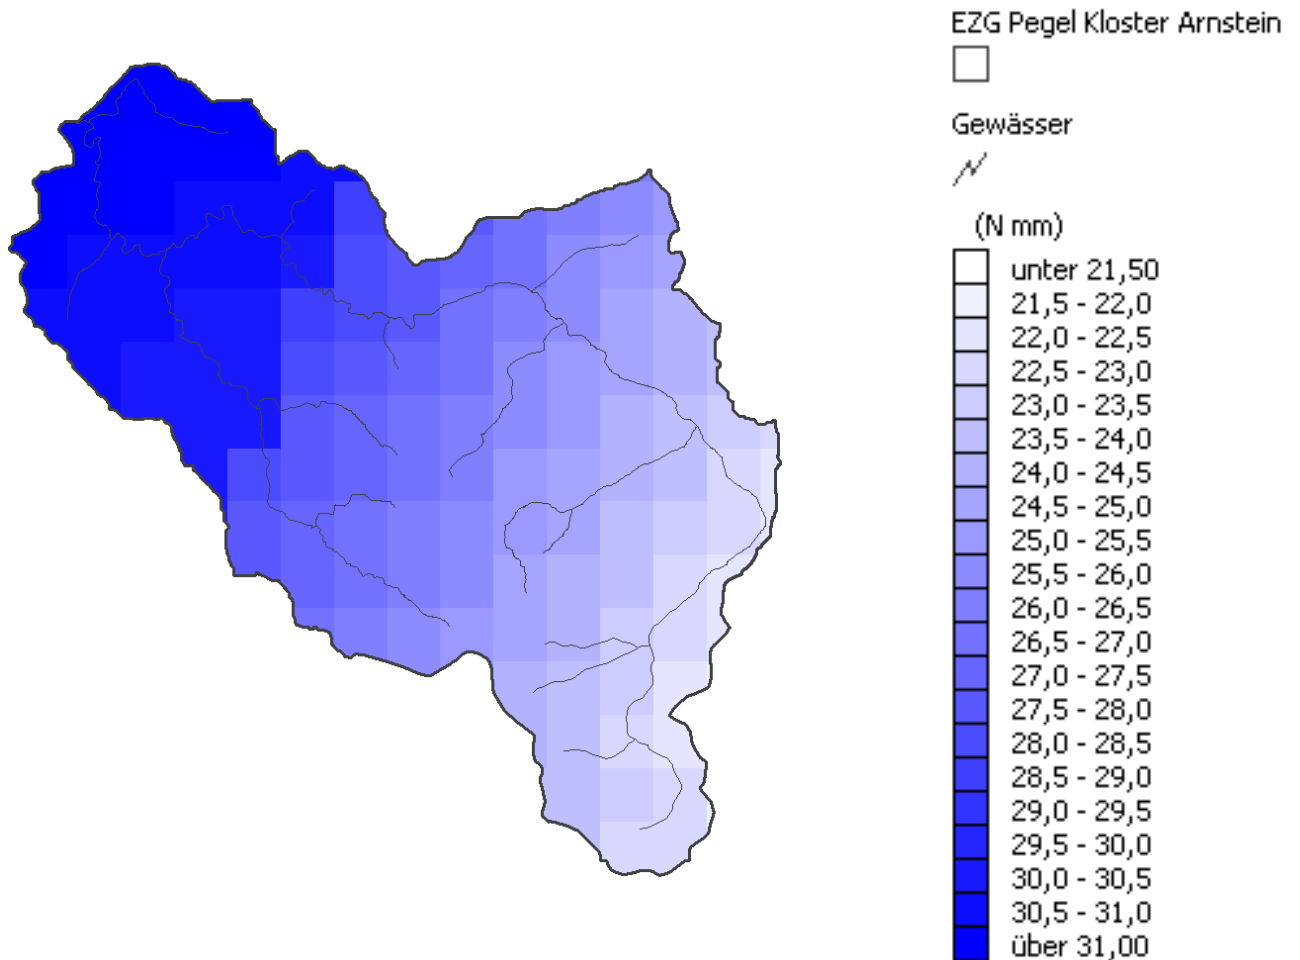 EZG Pegel Kloster Arnstein
Gewässer
(N mm)
unter 21,50
21,5 - 22,0
22,0 - 22,5
22,5 - 23,0
23,0 - 23,5
23,5 - 24,0
24,0 - 24,5
24,5 - 25,0
25,0 - 25,5
25,5 - 26,0
26,0 - 26,5
26,5 - 27,0
27,0 - 27,5
27,5 - 28,0
28,0 - 28,5
28,5 - 29,0
29,0 - 29,5
29,5 - 30,0
30,0 - 30,5
30,5 - 31,0
über 31,00